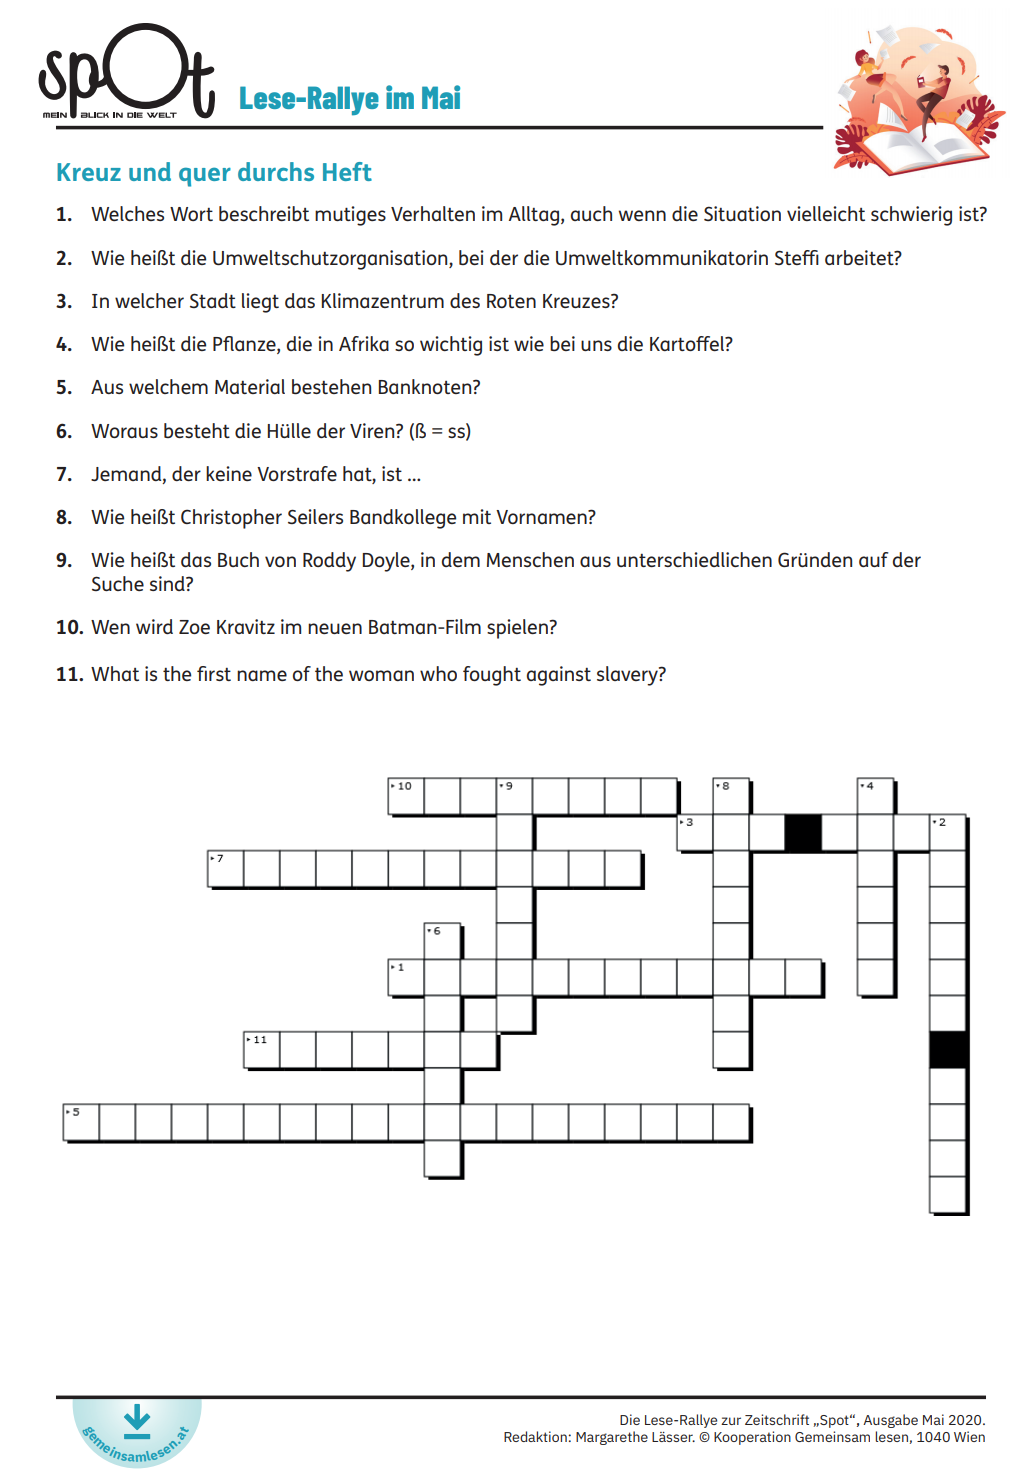 spOt
MEIN BLICK IN DIE WELT
Lese-Rallye im Mai
Kreuz und quer durchs Heft
1. Welches Wort beschreibt mutiges Verhalten im Alltag, auch wenn die Situation vielleicht schwierig ist?
2. Wie heißt die Umweltschutzorganisation, bei der die Umweltkommunikatorin Steffi arbeitet?
3. In welcher Stadt liegt das Klimazentrum des Roten Kreuzes?
4. Wie heißt die Pflanze, die in Afrika so wichtig ist wie bei uns die Kartoffel?
5. Aus welchem Material bestehen Banknoten?
6. Woraus besteht die Hülle der Viren? (ß = ss)
7. Jemand, der keine Vorstrafe hat, ist ...
8. Wie heißt Christopher Seilers Bandkollege mit Vornamen?
9. Wie heißt das Buch von Roddy Doyle, in dem Menschen aus unterschiedlichen Gründen auf der
Suche sind?
10. Wen wird Zoe Kravitz im neuen Batman-Film spielen?
11. What is the first name of the woman who fought against slavery?
10 9 8 4
3 2
7
6
1
11
5
gemeinsamlesen.at
Die Lese-Rallye zur Zeitschrift „Spot“, Ausgabe Mai 2020.
Redaktion: Margarethe Lässer. © Kooperation Gemeinsam lesen, 1040 Wien